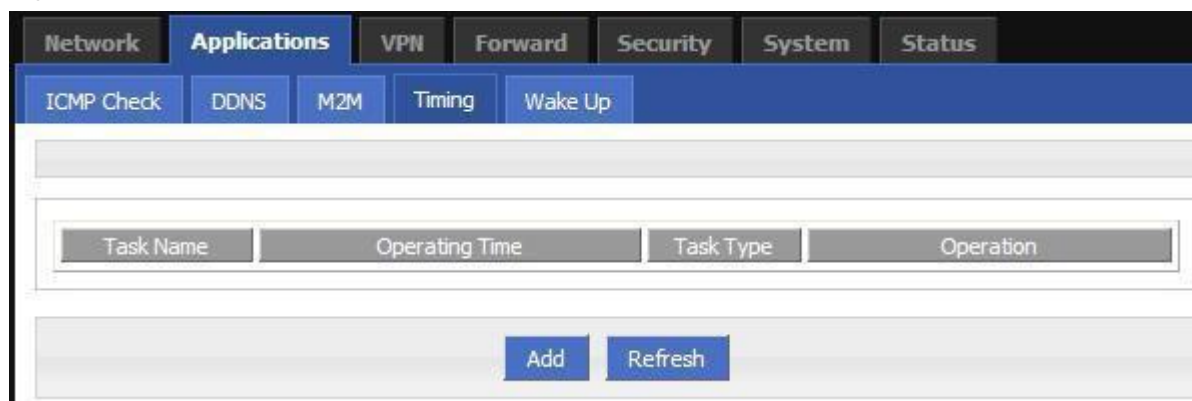 Network Applications VPN Forward Security System Status
ICMP Check DDNS M2M Timing Wake Up
Task Name Operating Time Task Type Operation
Add Refresh